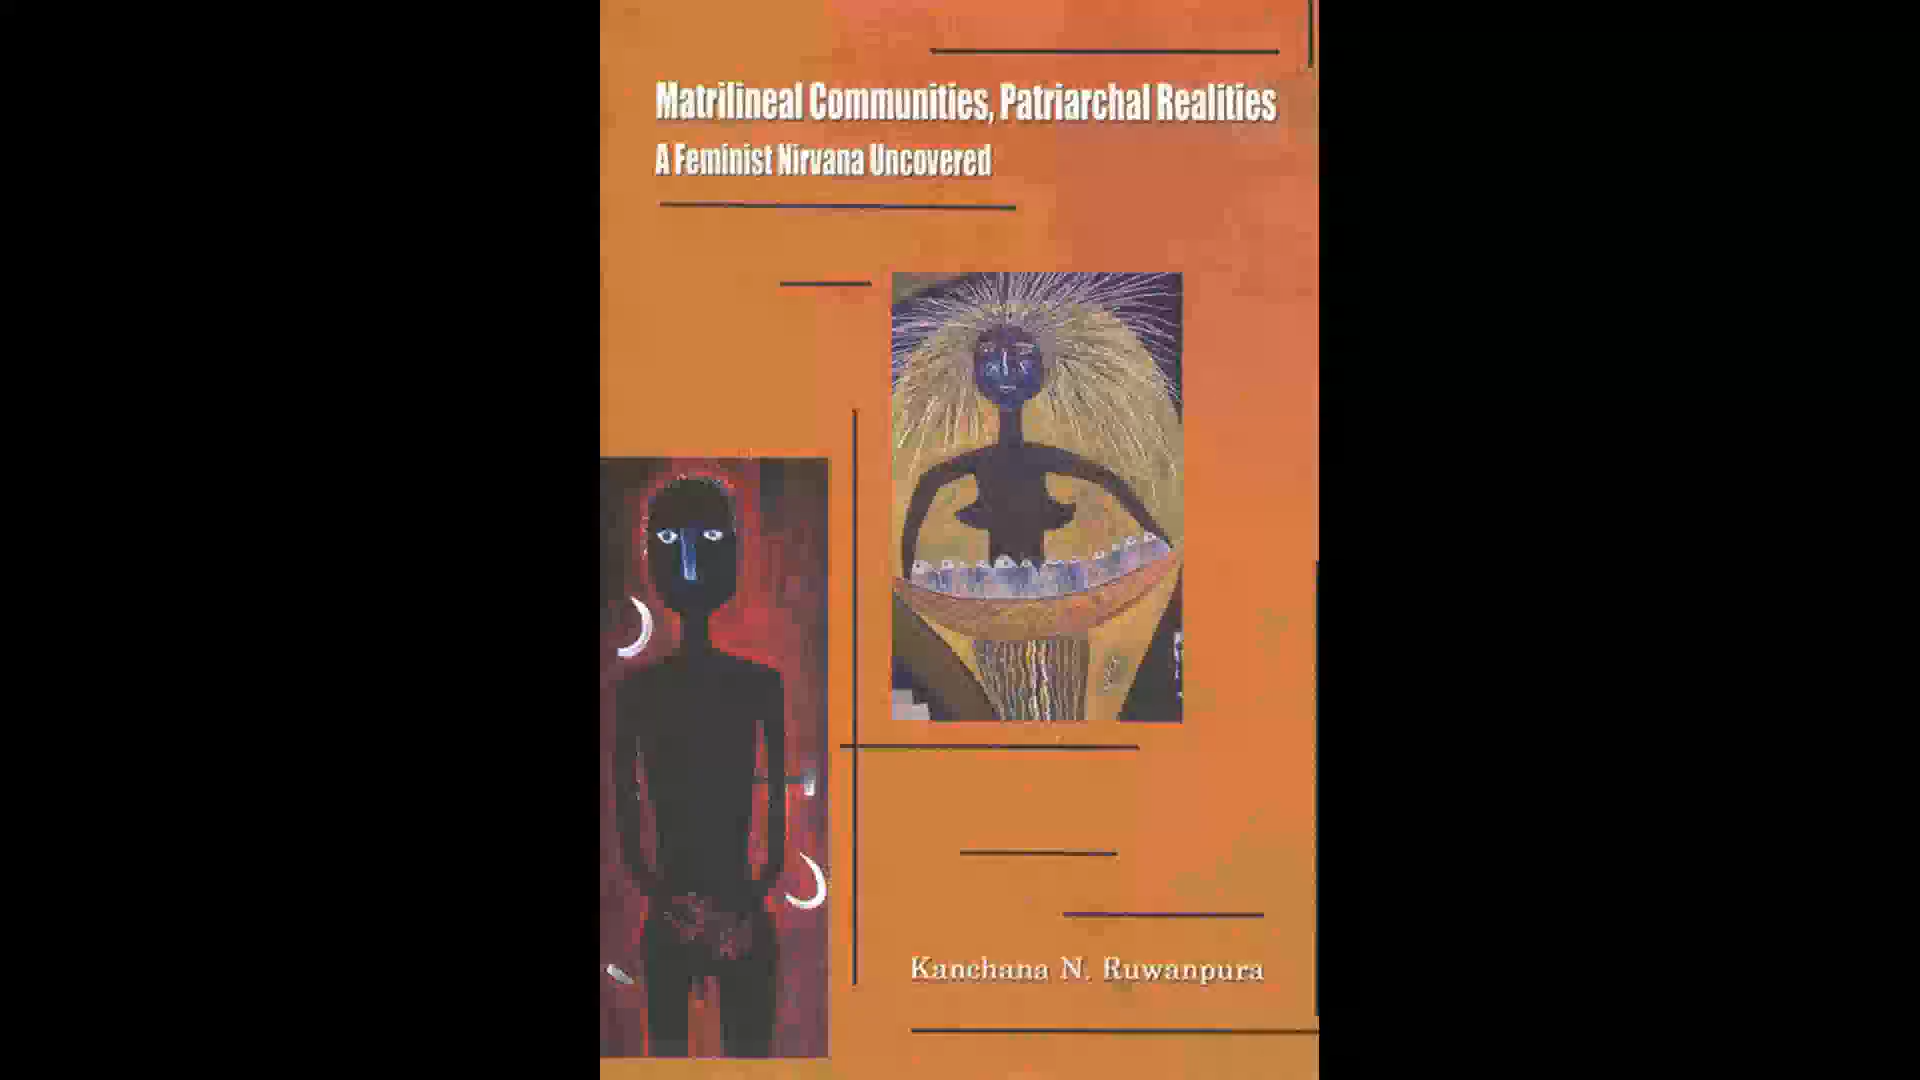 Matrilineal Communities, Patriarchal Realities
A Feminist Nirvana Uncovered
Kanchana N. Ruwanpura